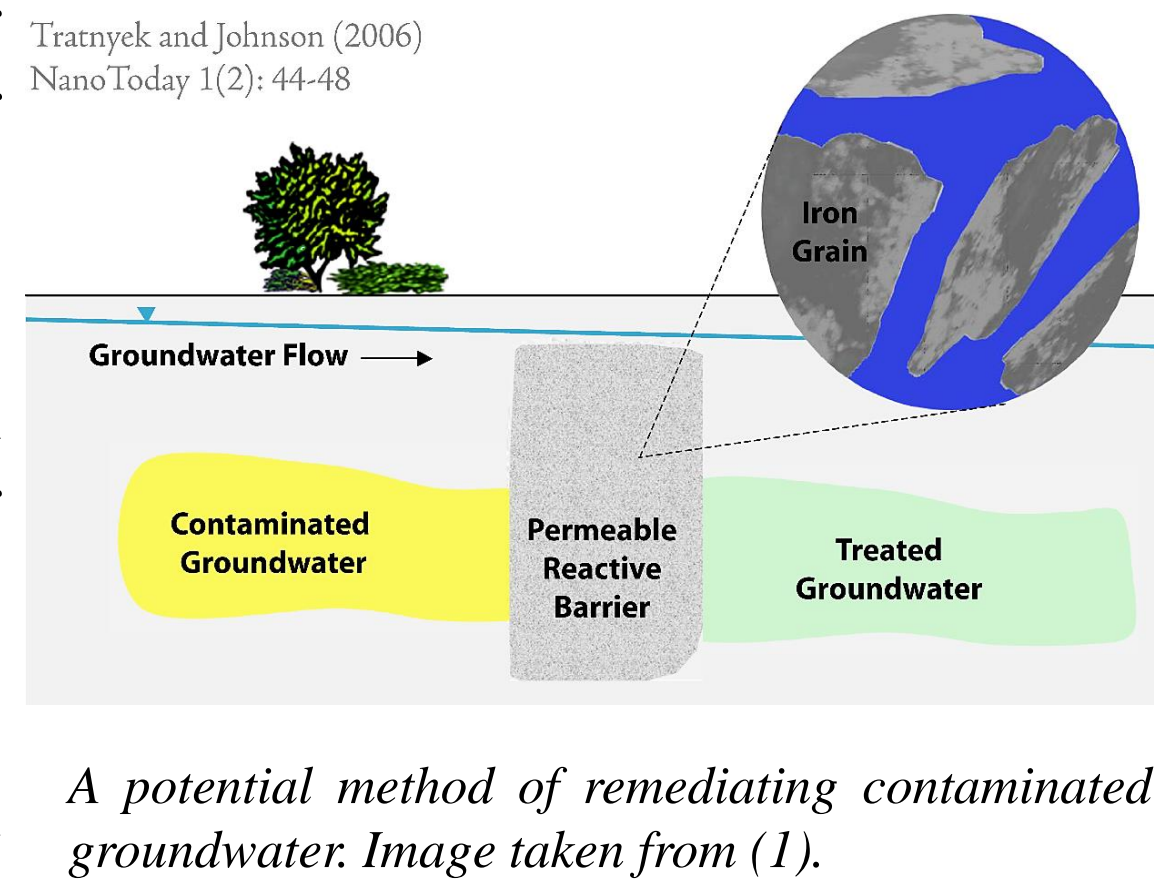 Tratnyek and Johnson (2006)
NanoToday 1(2): 44-48
Iron
Grain
Groundwater Flow
Contaminated
Groundwater
Permeable
Reactive
Barrier
Treated
Groundwater
A potential method of remediating contaminated
groundwater. Image taken from (1).